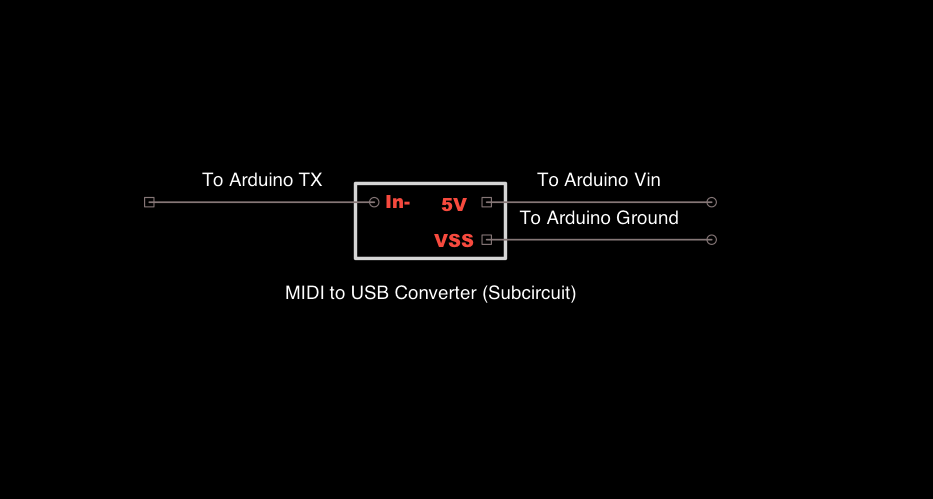 To Arduino TX
To Arduino Vin
In-
5V
To Arduino Ground
VSS
MIDI to USB Converter (Subcircuit)